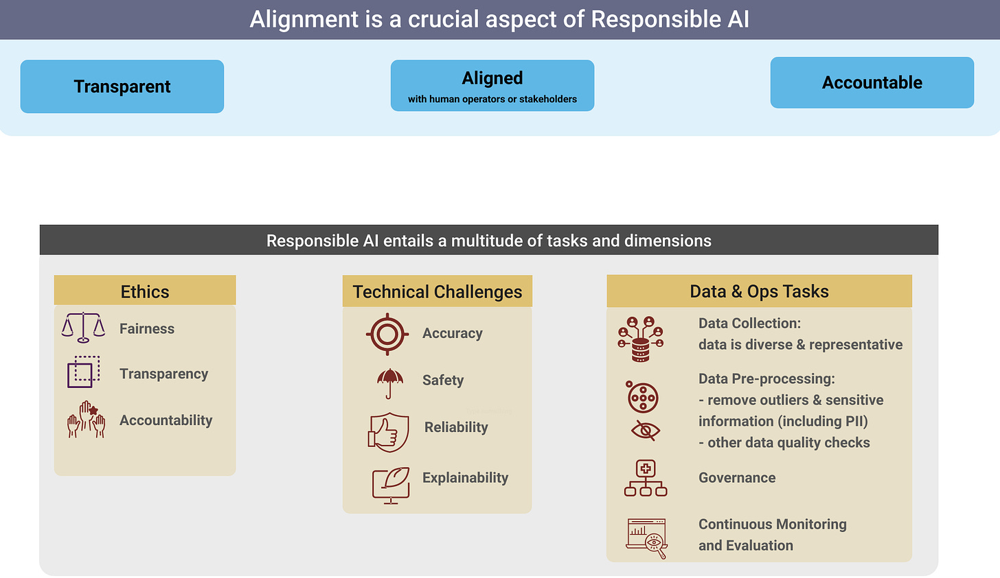 Alignment is a crucial aspect of Responsible AI
Transparent
Aligned
with human operators or stakeholders
Accountable
Responsible AI entails a multitude of tasks and dimensions
Ethics
Fairness
Transparency
Accountability
Technical Challenges
Accuracy
Safety
Reliability
Explainability
Data & Ops Tasks
Data Collection:
data is diverse & representative
Data Pre-processing:
- remove outliers & sensitive
information (including PII)
- other data quality checks
Governance
Continuous Monitoring
and Evaluation